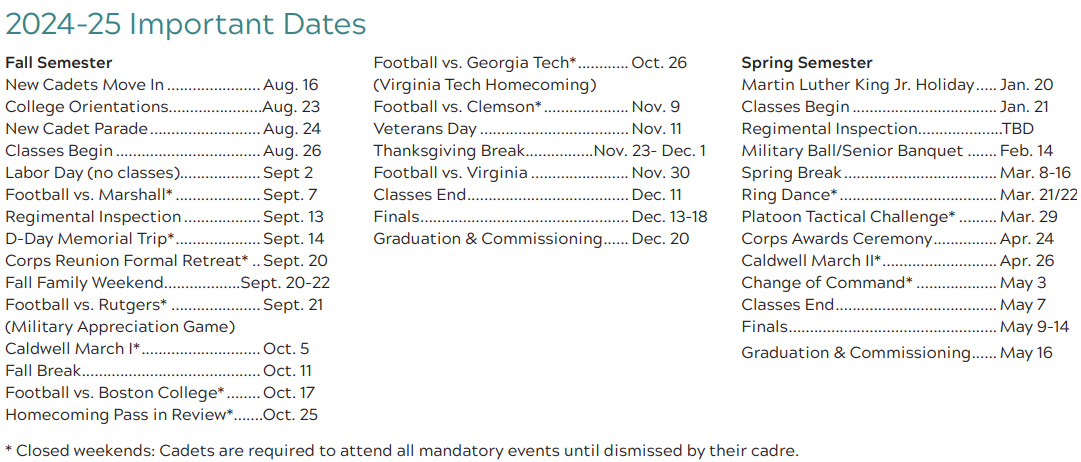 2024-25 Important Dates
Fall Semester
New Cadets Move In ...................... Aug. 16
College Orientations......................Aug. 23
New Cadet Parade .......................... Aug. 24
Classes Begin .................................. Aug. 26
Labor Day (no classes)................... Sept 2
Football vs. Marshall* ..................... Sept. 7
Regimental Inspection ................... Sept. 13
D-Day Memorial Trip*.................... Sept. 14
Corps Reunion Formal Retreat* .. Sept. 20
Fall Family Weekend..................Sept. 20-22
Football vs. Rutgers* ..................... Sept. 21
(Military Appreciation Game)
Caldwell March I*............................ Oct. 5
Fall Break.......................................... Oct. 11
Football vs. Boston College* ........ Oct. 17
Homecoming Pass in Review*.......Oct. 25
Football vs. Georgia Tech*............ Oct. 26
(Virginia Tech Homecoming)
Football vs. Clemson* .................... Nov. 9
Veterans Day ................................... Nov. 11
Thanksgiving Break................Nov. 23- Dec. 1
Football vs. Virginia ....................... Nov. 30
Classes End...................................... Dec. 11
Finals................................................. Dec. 13-18
Graduation & Commissioning...... Dec. 20
Spring Semester
Martin Luther King Jr. Holiday..... Jan. 20
Classes Begin .................................. Jan. 21
Regimental Inspection....................TBD
Military Ball/Senior Banquet ....... Feb. 14
Spring Break .................................... Mar. 8-16
Ring Dance* ..................................... Mar. 21/22
Platoon Tactical Challenge* ......... Mar. 29
Corps Awards Ceremony............... Apr. 24
Caldwell March II*........................... Apr. 26
Change of Command* ................... May 3
Classes End...................................... May 7
Finals................................................. May 9-14
Graduation & Commissioning...... May 16
* Closed weekends: Cadets are required to attend all mandatory events until dismissed by their cadre.